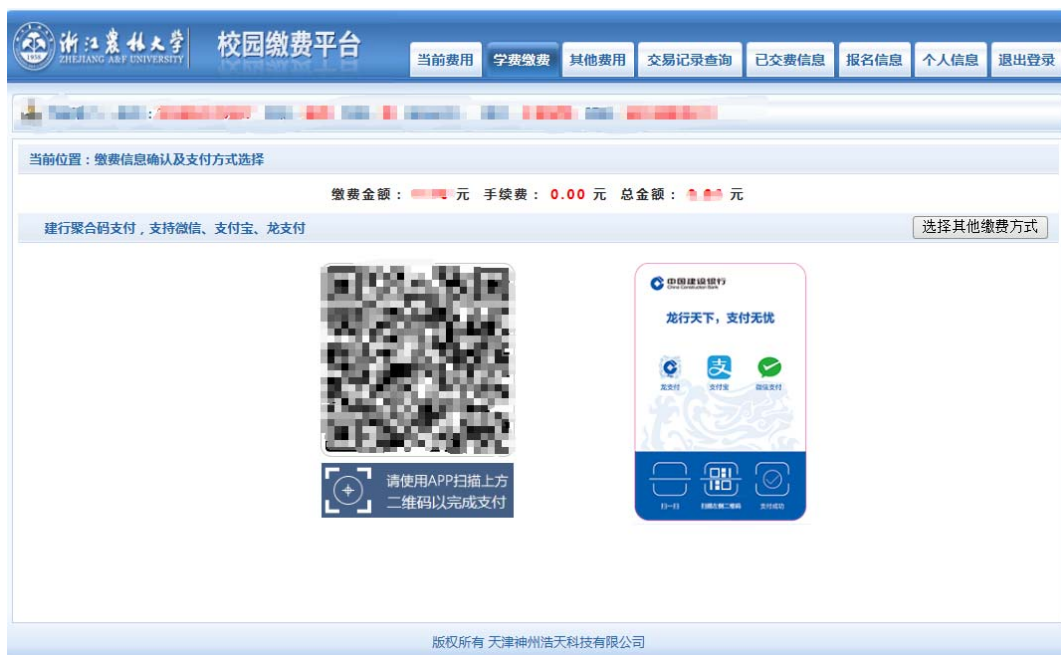 浙江农林大学 校园缴费平台
ZHEJIANG A&F UNIVERSITY
1958
当前费用 学费缴费 其他费用 交易记录查询 已交费信息 报名信息 个人信息 退出登录
当前位置：缴费信息确认及支付方式选择
缴费金额： 元 手续费： 0.00 元 总金额： 元
建行聚合码支付，支持微信、支付宝、龙支付 选择其他缴费方式
中国建设银行
China Construction Bank
龙行天下，支付无忧
支
龙支付 支付宝 微信支付
请使用APP扫描上方
二维码以完成支付
扫一扫 扫描左侧二维码 支付成功
版权所有 天津神州浩天科技有限公司